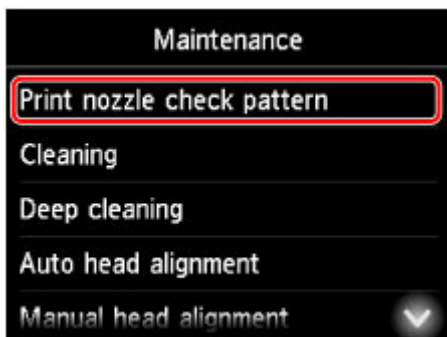 Maintenance
Print nozzle check pattern
Cleaning
Deep cleaning
Auto head alignment
Manual head alignment